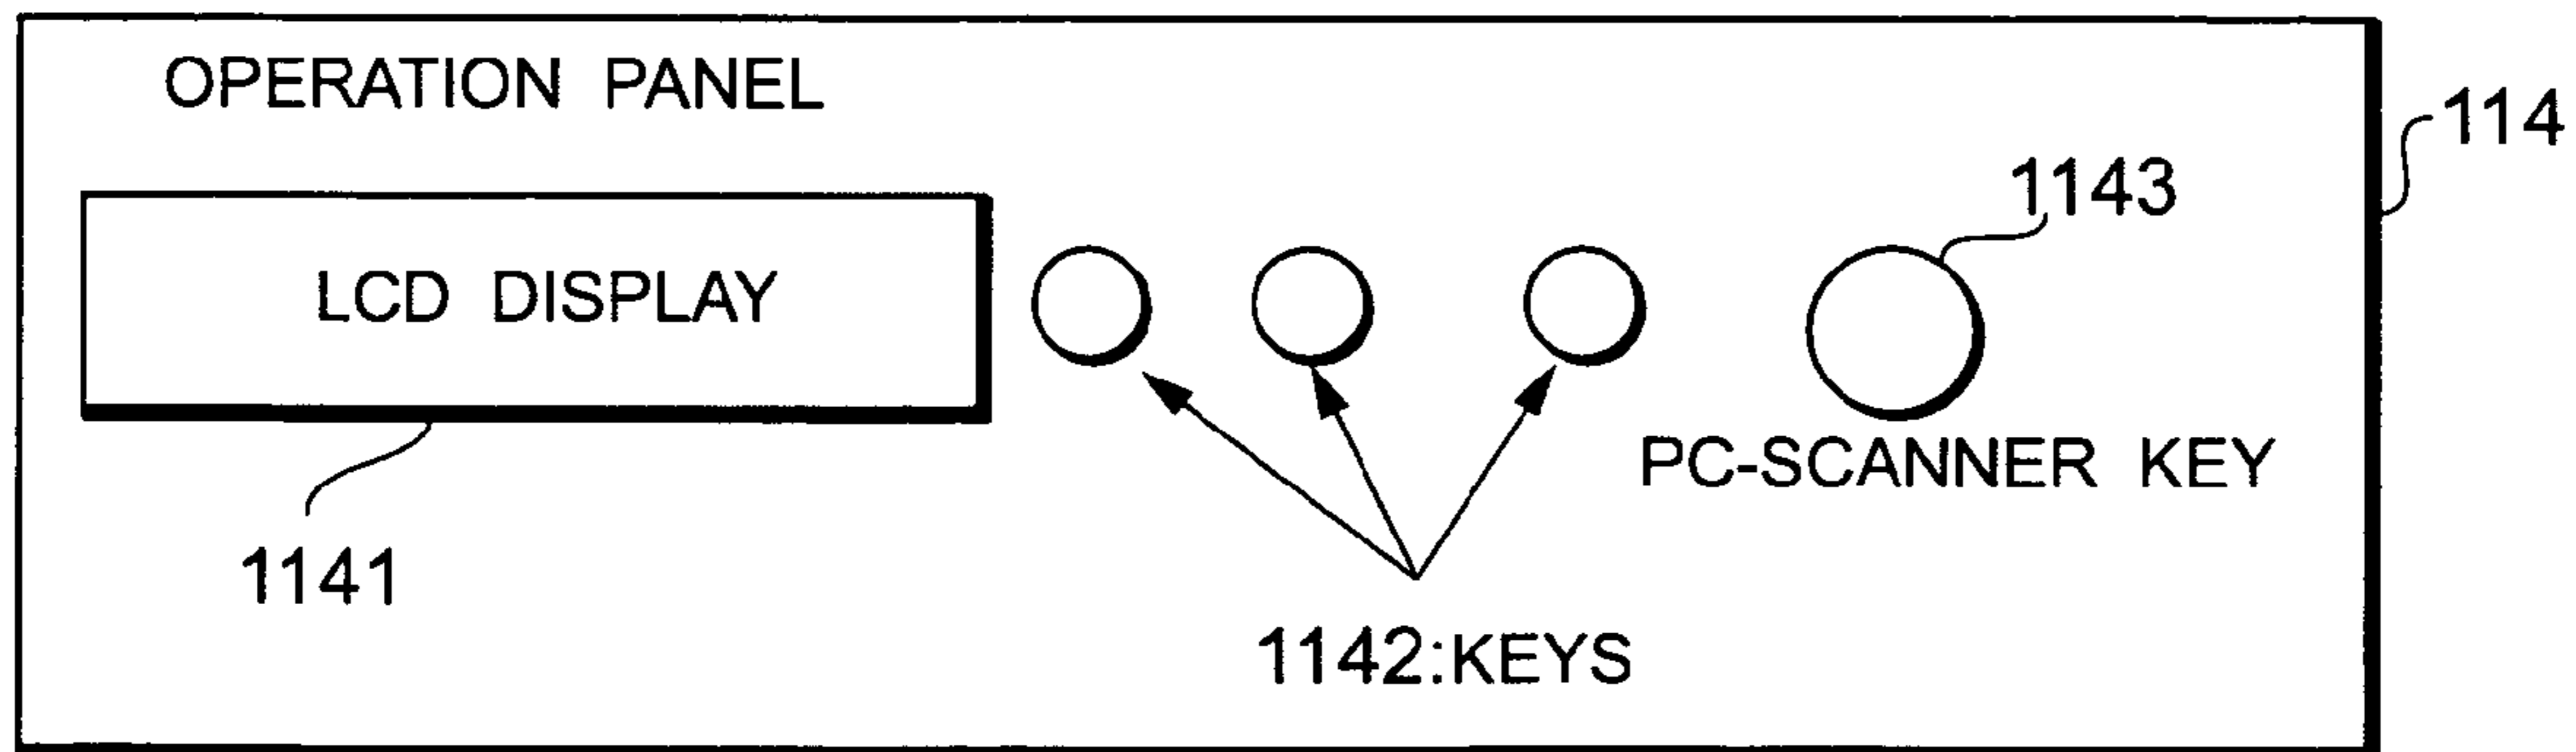 OPERATION PANEL
114
1143
LCD DISPLAY
PC-SCANNER KEY
1141
1142:KEYS